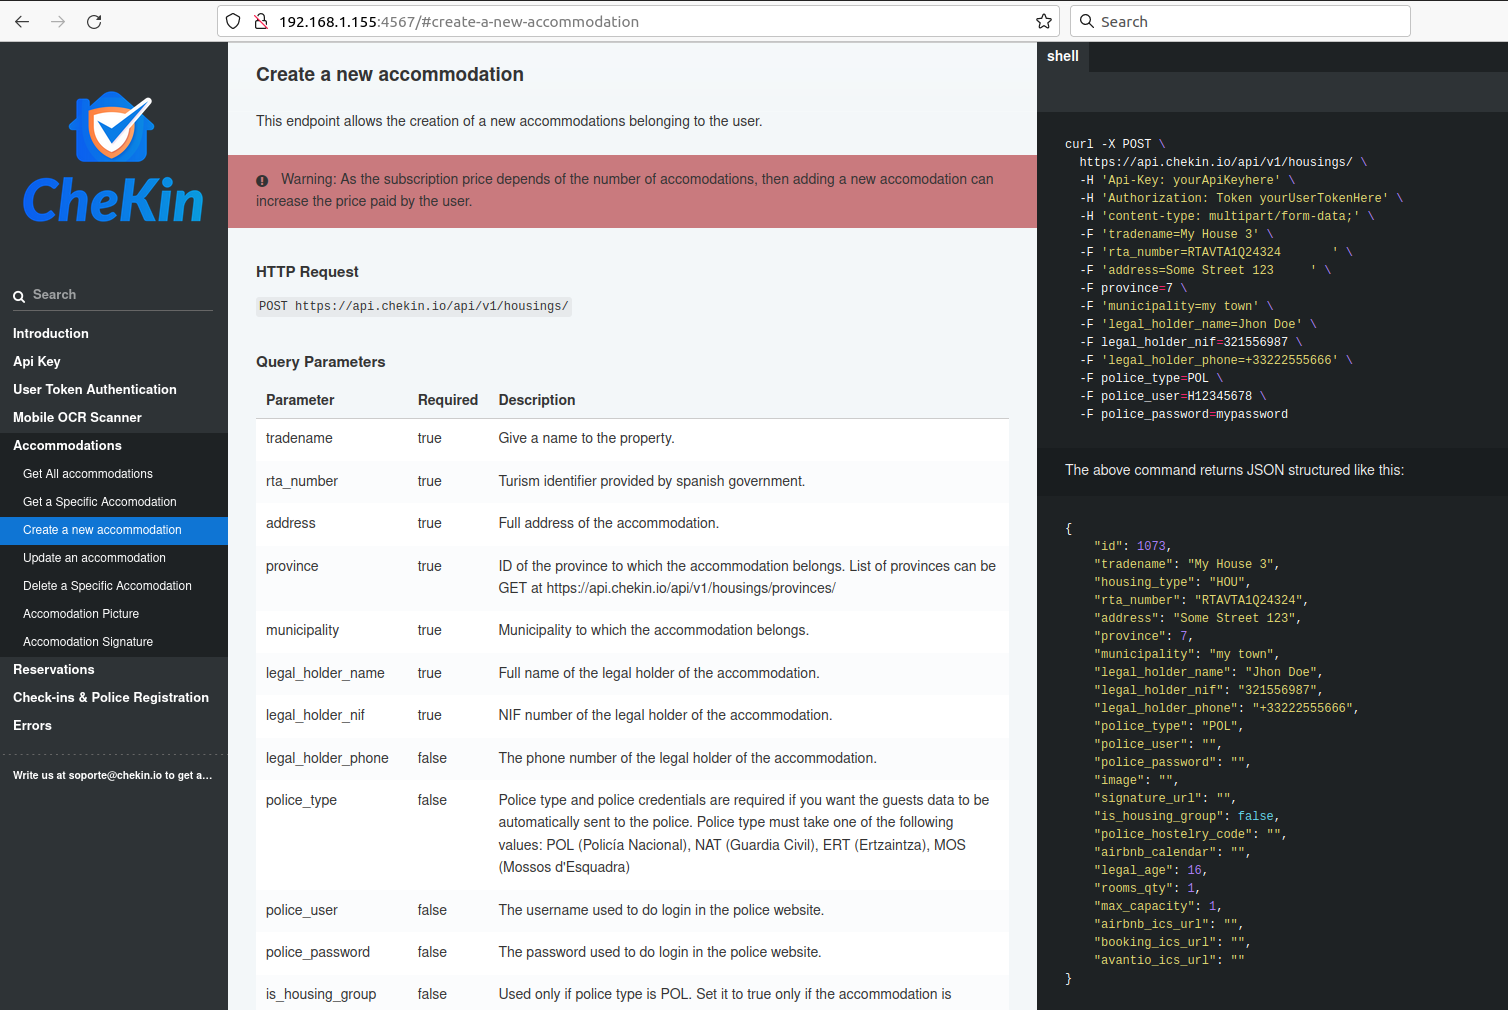 192.168.1.155:4567/#create-a-new-accommodation
Search
CheKin
Search
Introduction
Api Key
User Token Authentication
Mobile OCR Scanner
Accommodations
Get All accommodations
Get a Specific Accomodation
Create a new accommodation
Update an accommodation
Delete a Specific Accomodation
Accomodation Picture
Accomodation Signature
Reservations
Check-ins & Police Registration
Errors
Write us at soporte@chekin.io to get a...
Create a new accommodation
This endpoint allows the creation of a new accommodations belonging to the user.
Warning: As the subscription price depends of the number of accomodations, then adding a new accomodation can
increase the price paid by the user.
HTTP Request
POST https://api.chekin.io/api/v1/housings/
Query Parameters
Parameter Required Description
tradename true Give a name to the property.
rta_number true Turism identifier provided by spanish government.
address true Full address of the accommodation.
province true ID of the province to which the accommodation belongs. List of provinces can be
GET at https://api.chekin.io/api/v1/housings/provinces/
municipality true Municipality to which the accommodation belongs.
legal_holder_name true Full name of the legal holder of the accommodation.
legal_holder_nif true NIF number of the legal holder of the accommodation.
legal_holder_phone false The phone number of the legal holder of the accommodation.
police_type false Police type and police credentials are required if you want the guests data to be
automatically sent to the police. Police type must take one of the following
values: POL (Policía Nacional), NAT (Guardia Civil), ERT (Ertzaintza), MOS
(Mossos d'Esquadra)
police_user false The username used to do login in the police website.
police_password false The password used to do login in the police website.
is_housing_group false Used only if police type is POL. Set it to true only if the accommodation is
shell
curl -X POST \
https://api.chekin.io/api/v1/housings/ \
-H 'Api-Key: yourApiKeyhere' \
-H 'Authorization: Token yourUserTokenHere' \
-H 'content-type: multipart/form-data;' \
-F 'tradename=My House 3' \
-F 'rta_number=RTAVTA1Q24324       ' \
-F 'address=Some Street 123     ' \
-F province=7 \
-F 'municipality=my town' \
-F 'legal_holder_name=Jhon Doe' \
-F legal_holder_nif=321556987 \
-F 'legal_holder_phone=+33222555666' \
-F police_type=POL \
-F police_user=H12345678 \
-F police_password=mypassword
The above command returns JSON structured like this:
{
"id": 1073,
"tradename": "My House 3",
"housing_type": "HOU",
"rta_number": "RTAVTA1Q24324",
"address": "Some Street 123",
"province": 7,
"municipality": "my town",
"legal_holder_name": "Jhon Doe",
"legal_holder_nif": "321556987",
"legal_holder_phone": "+33222555666",
"police_type": "POL",
"police_user": "",
"police_password": "",
"image": "",
"signature_url": "",
"is_housing_group": false,
"police_hostelry_code": "",
"airbnb_calendar": "",
"legal_age": 16,
"rooms_qty": 1,
"max_capacity": 1,
"airbnb_ics_url": "",
"booking_ics_url": "",
"avantio_ics_url": ""
}